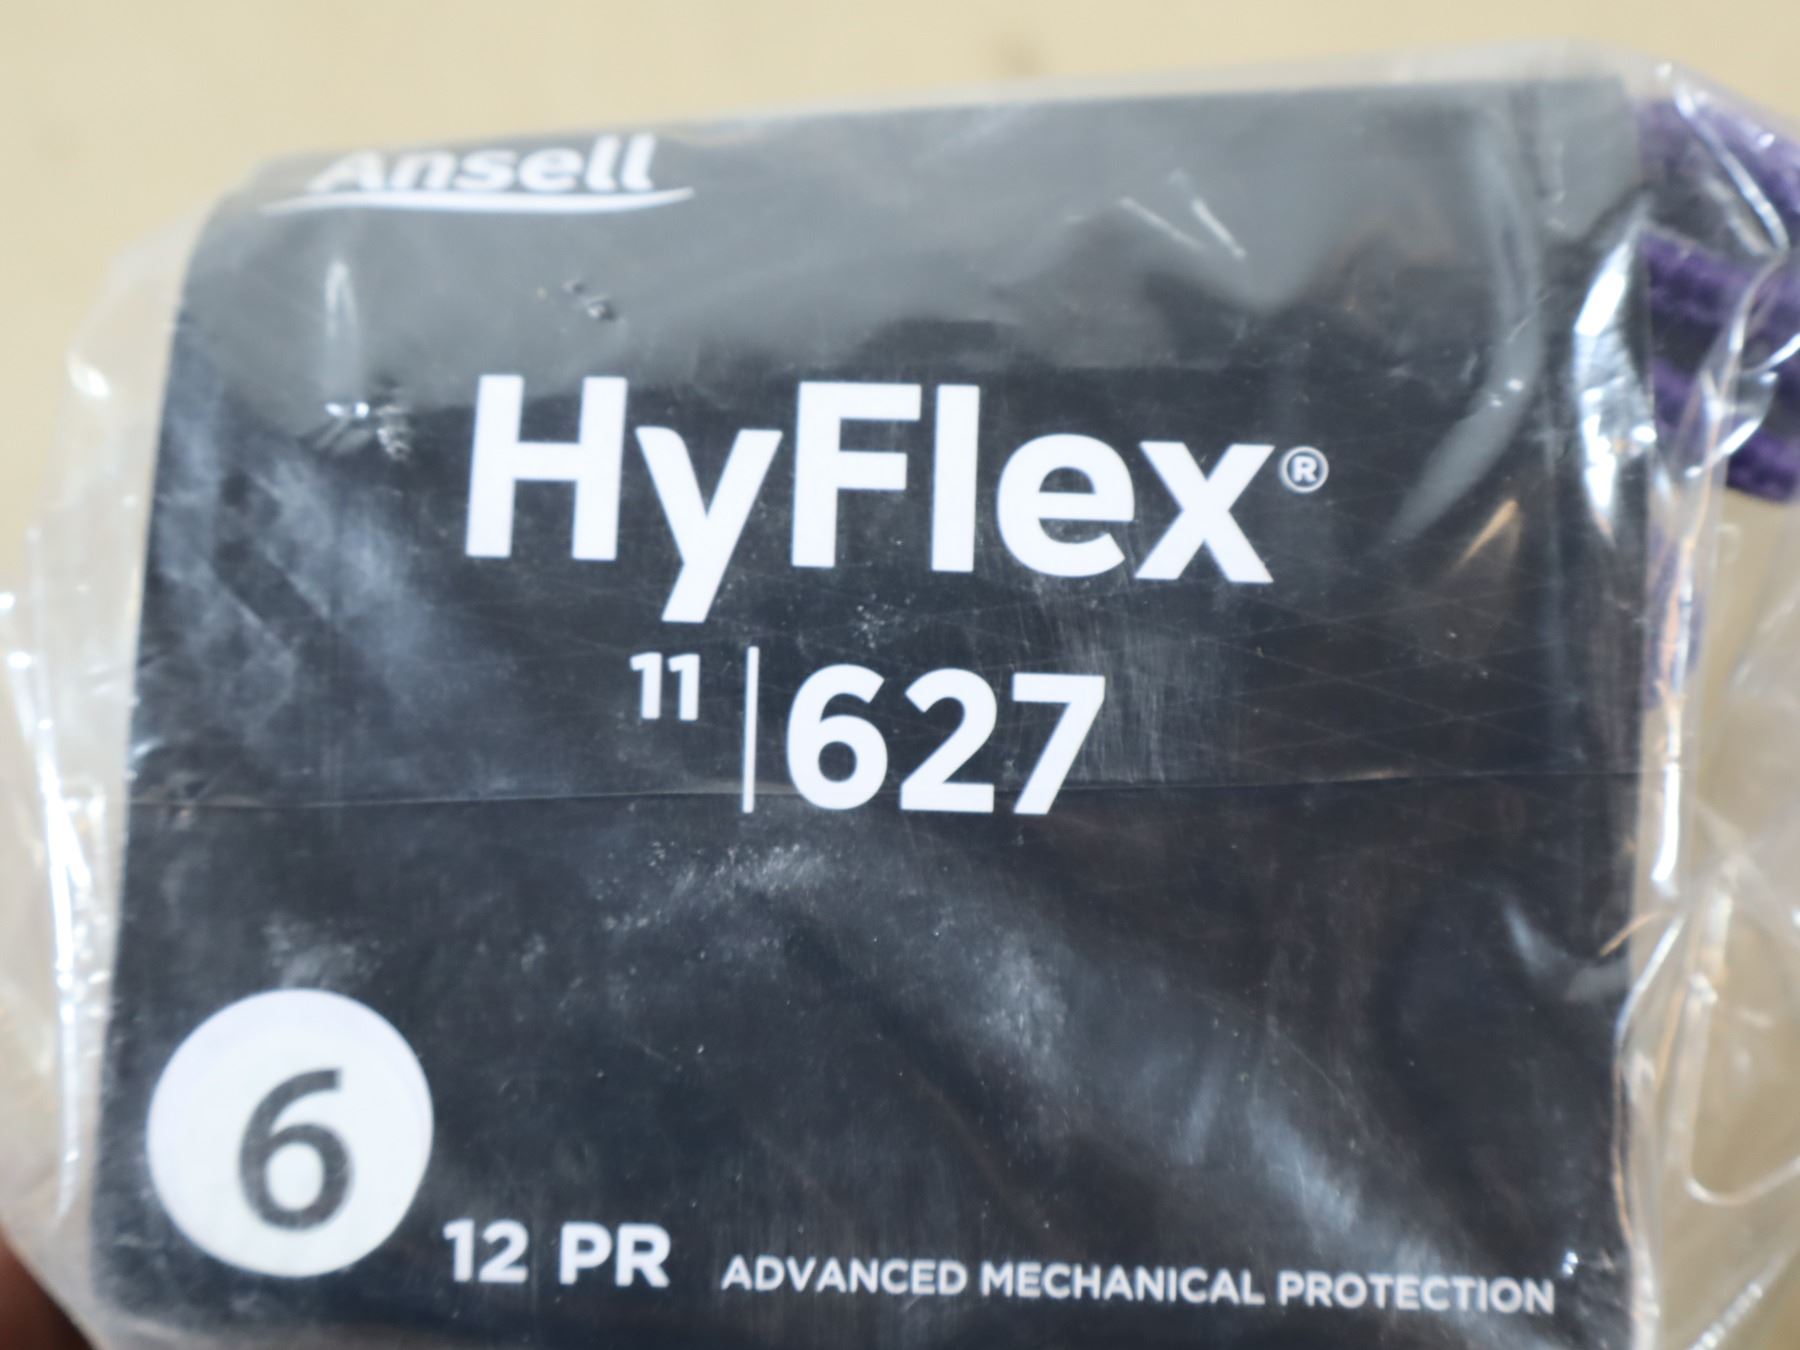 Ansell
HyFlex®
11 | 627
6
12 PR ADVANCED MECHANICAL PROTECTION